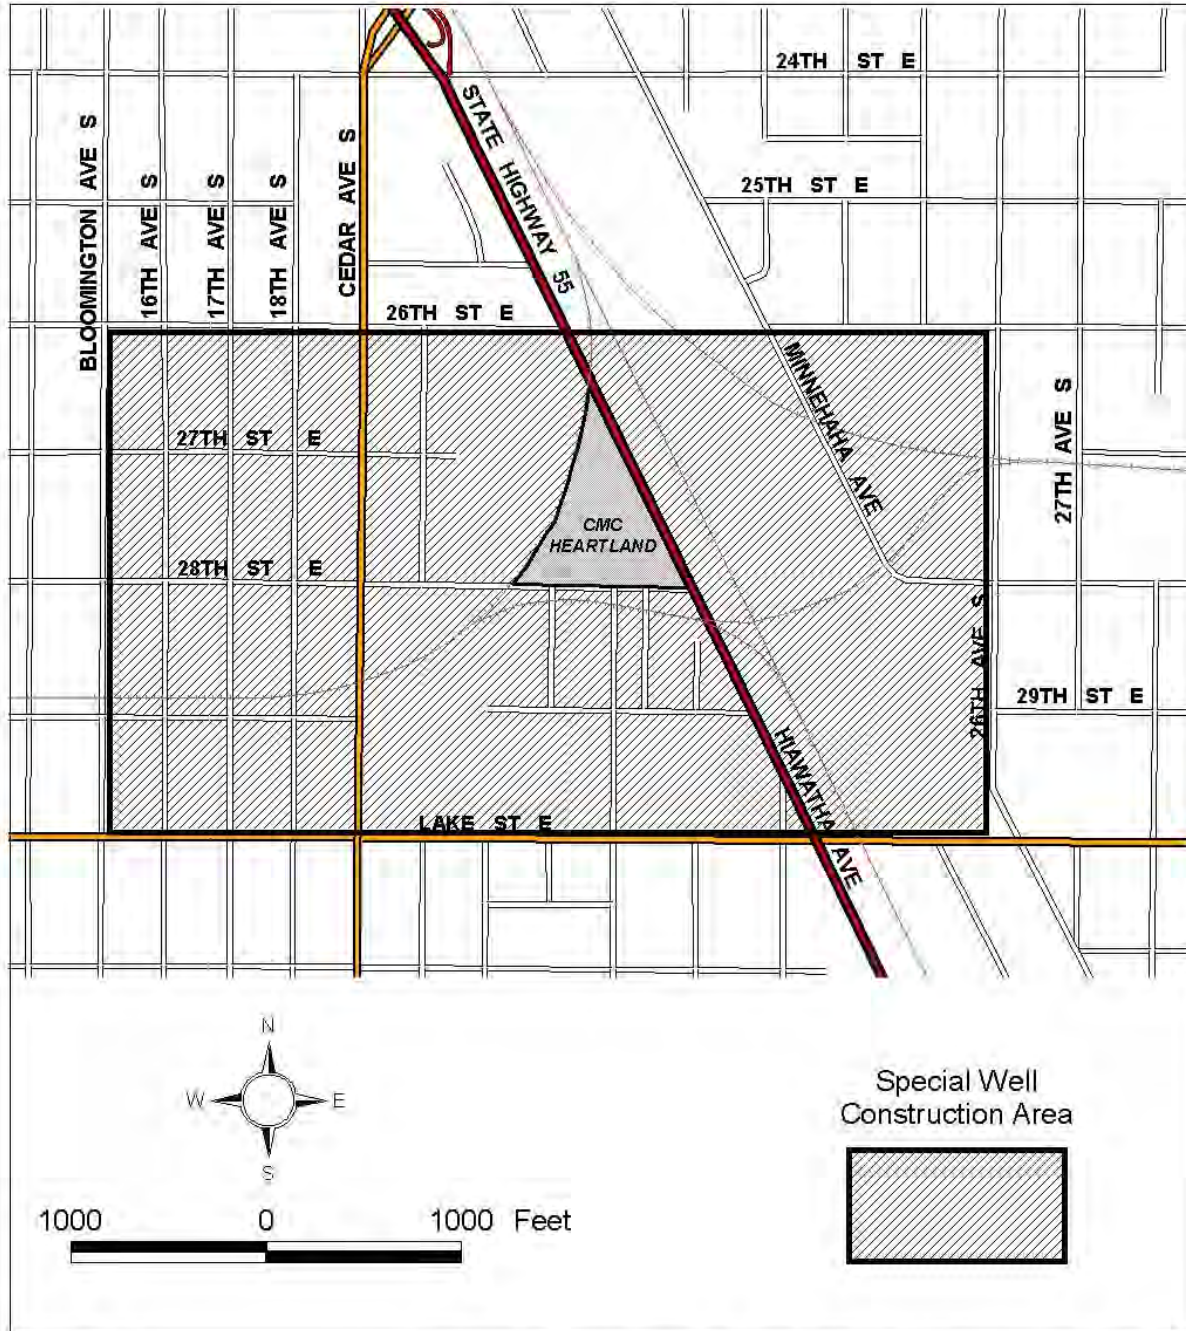 24TH ST E
STATE HIGHWAY 55
BLOOMINGTON AVE S
16TH AVE S
17TH AVE S
18TH AVE S
CEDAR AVE S
25TH ST E
26TH ST E
MINNEHAHA AVE
27TH AVE S
27TH ST E
CMC
HEARTLAND
28TH ST E
26TH AVE S
29TH ST E
HIAWATHA AVE
LAKE ST E
N
W
E
S
Special Well
Construction Area
1000 0 1000 Feet